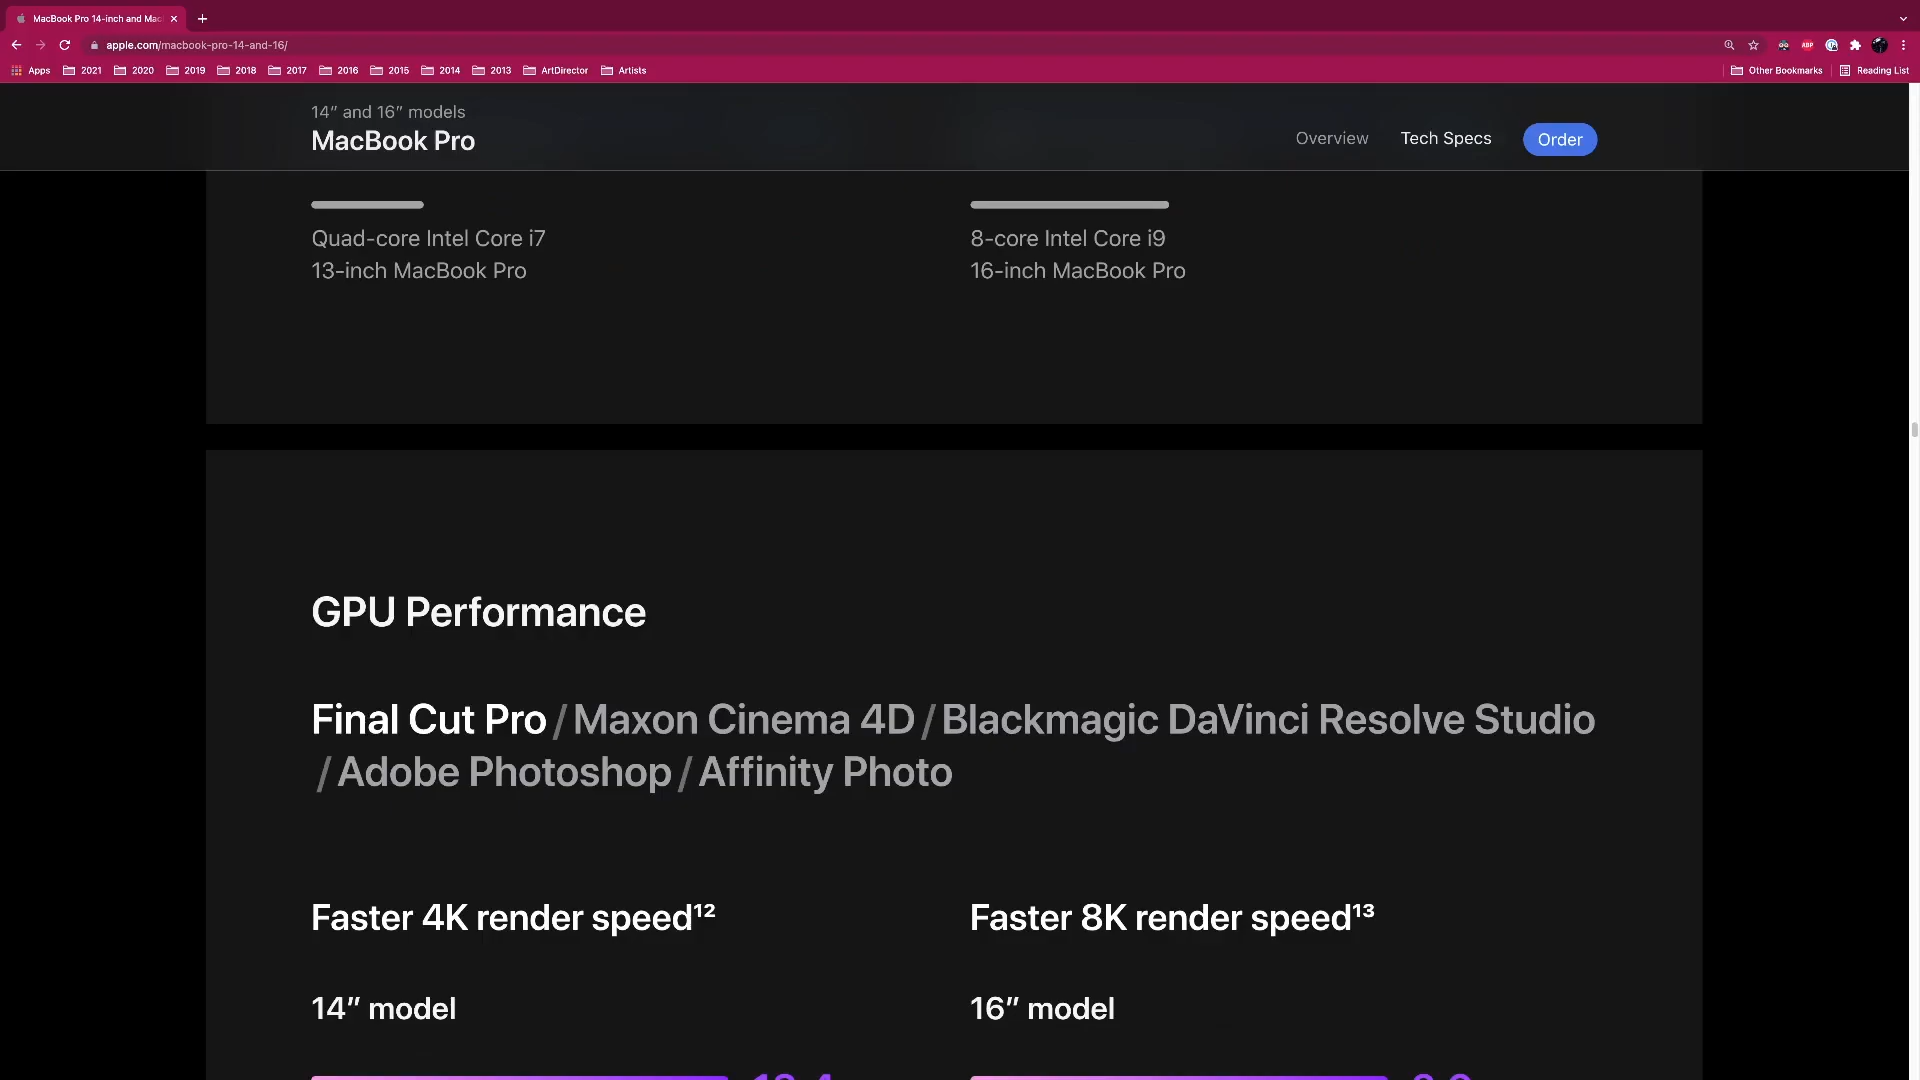 MacBook Pro 14-inch and Mac
apple.com/macbook-pro-14-and-16/
ABP
Apps 2021 2020 2019 2018 2017 2016 2015 2014 2013 ArtDirector Artists Other Bookmarks Reading List
14″ and 16″ models
MacBook Pro
Overview Tech Specs Order
Quad-core Intel Core i7
13-inch MacBook Pro
8-core Intel Core i9
16-inch MacBook Pro
GPU Performance
Final Cut Pro / Maxon Cinema 4D / Blackmagic DaVinci Resolve Studio
/ Adobe Photoshop / Affinity Photo
Faster 4K render speed¹²
14″ model
Faster 8K render speed¹³
16″ model